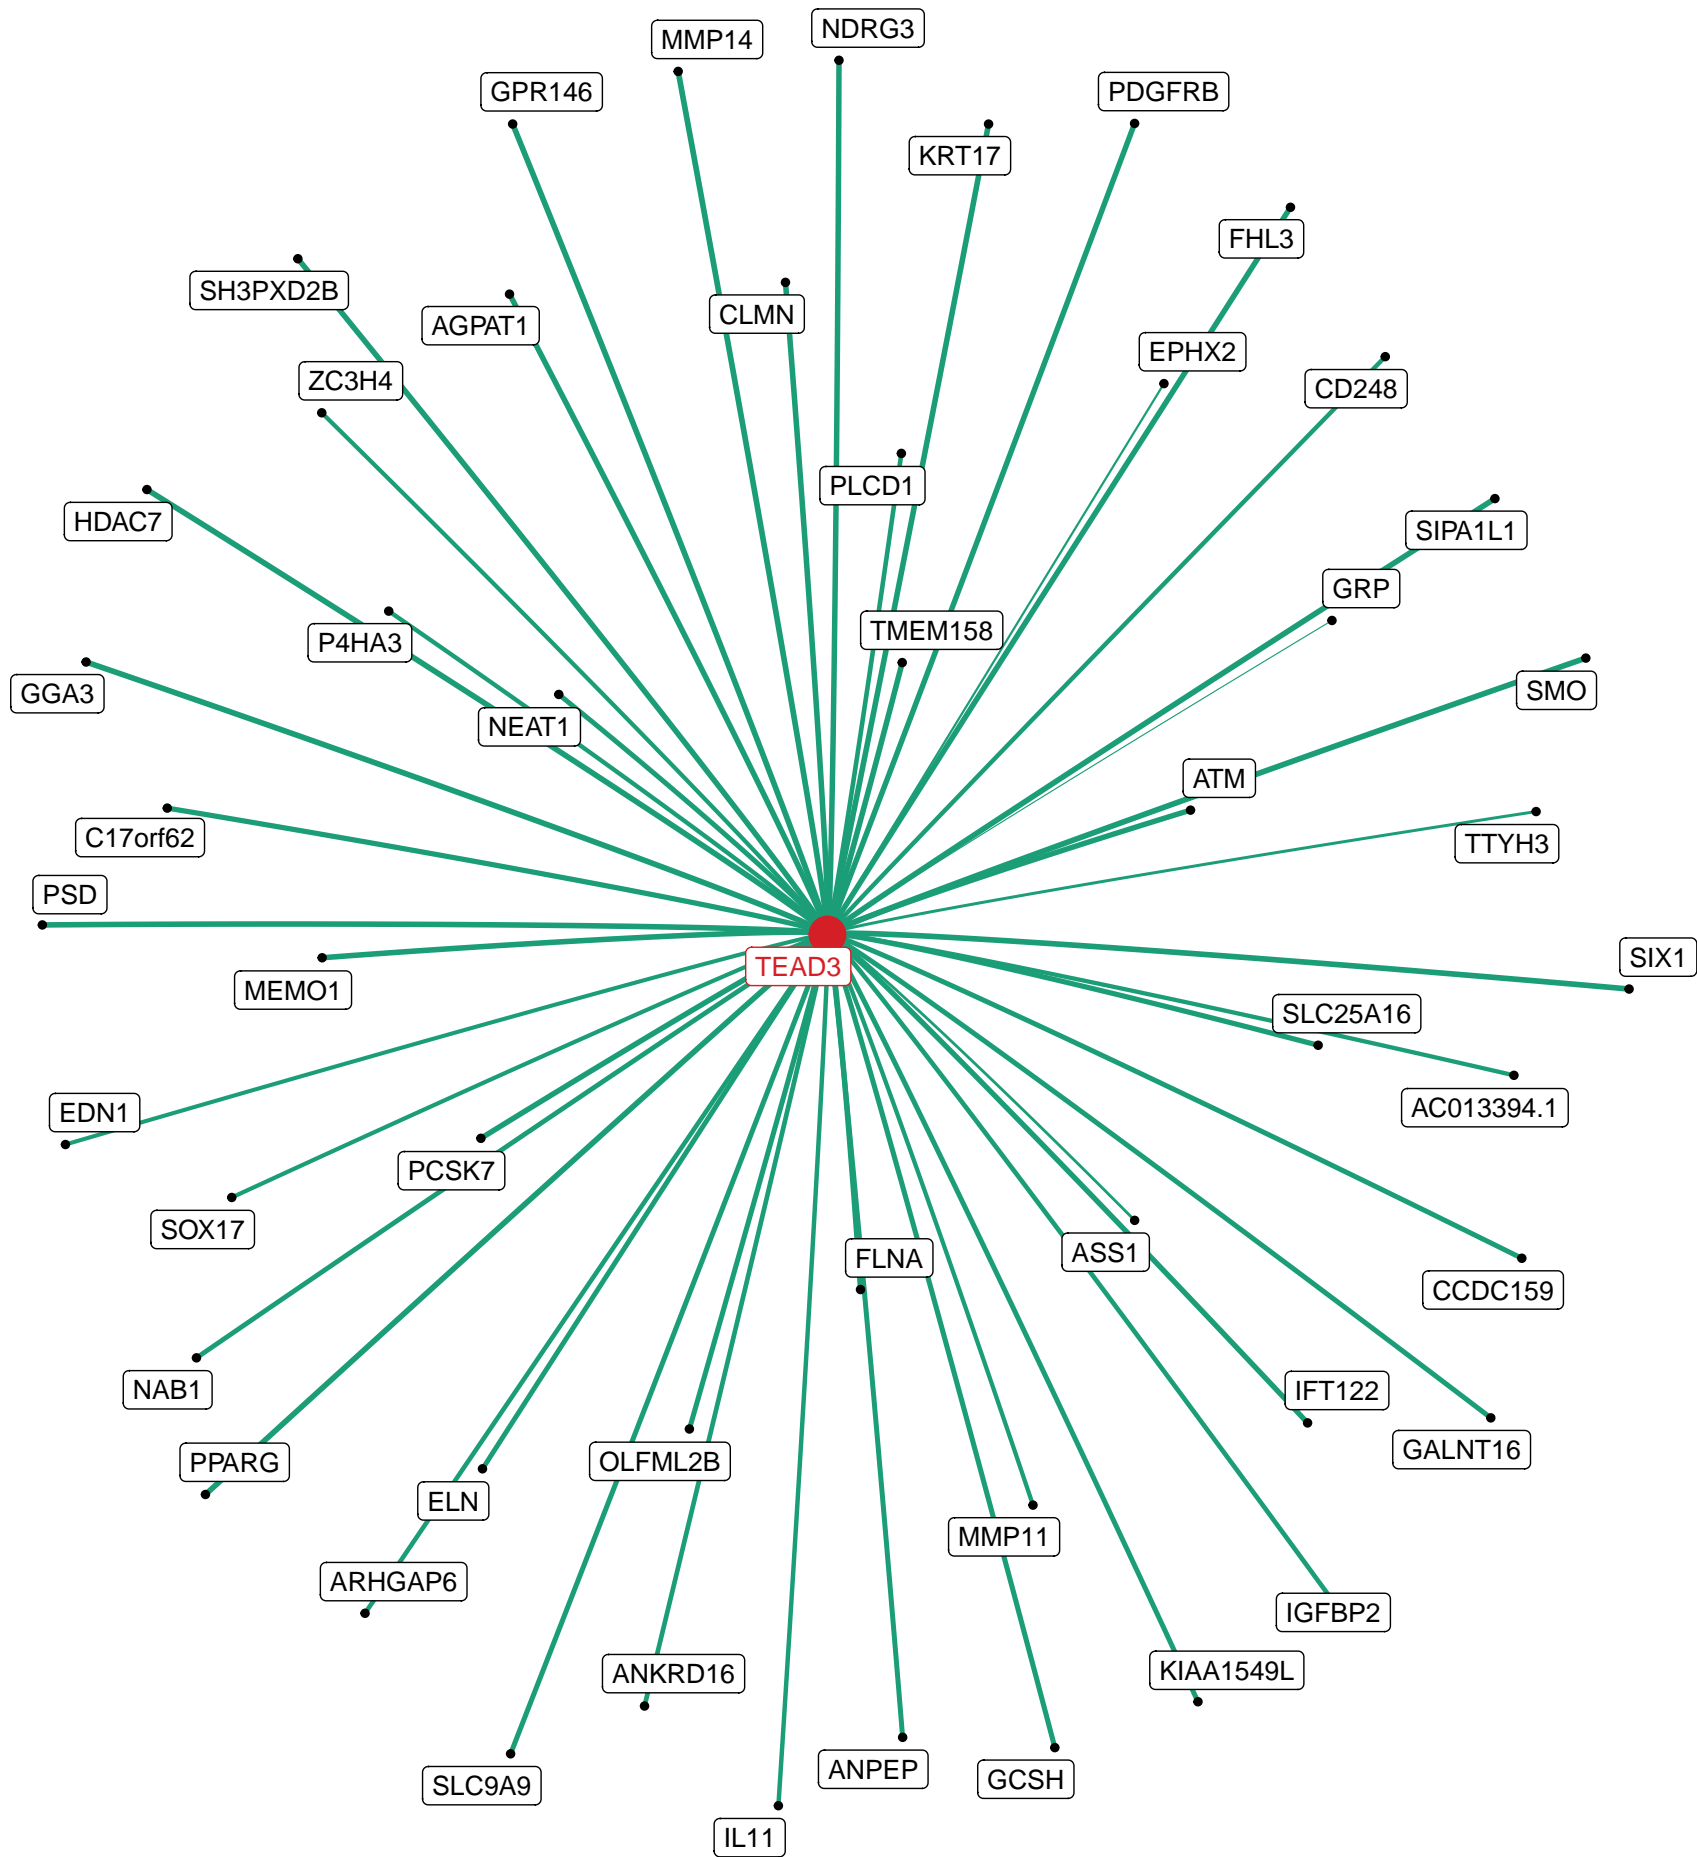 NDRG3
MMP14
GPR146
PDGFRB
KRT17
FHL3
SH3PXD2B
CLMN
AGPAT1
EPHX2
ZC3H4
CD248
PLCD1
HDAC7
SIPA1L1
GRP
TMEM158
P4HA3
GGA3
SMO
NEAT1
ATM
C17orf62
TTYH3
PSD
SIX1
TEAD3
MEMO1
SLC25A16
AC013394.1
EDN1
PCSK7
SOX17
ASS1
FLNA
CCDC159
NAB1
IFT122
GALNT16
PPARG
OLFML2B
ELN
MMP11
ARHGAP6
IGFBP2
KIAA1549L
ANKRD16
ANPEP
GCSH
SLC9A9
IL11